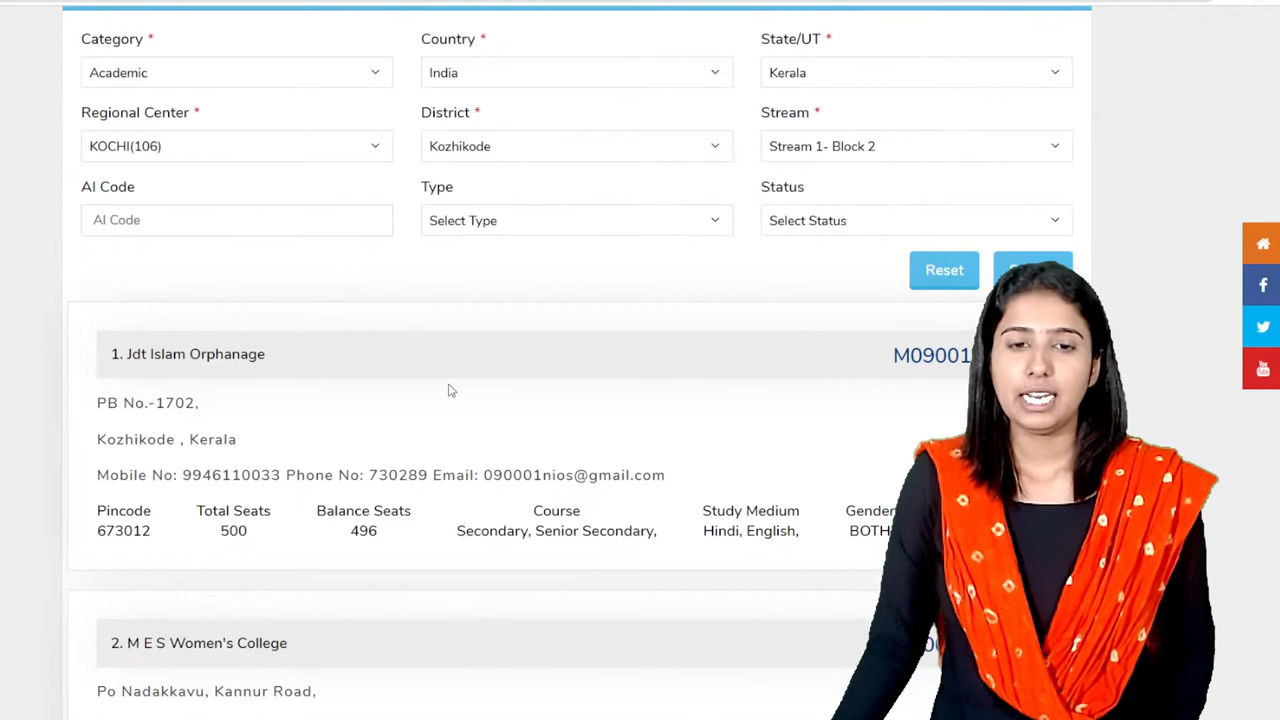 Category * Country * State/UT *
Academic India Kerala
Regional Center * District * Stream *
KOCHI(106) Kozhikode Stream 1- Block 2
AI Code Type Status
AI Code Select Type Select Status
Reset
1. Jdt Islam Orphanage M09001
PB No.-1702,
Kozhikode , Kerala
Mobile No: 9946110033 Phone No: 730289 Email: 090001nios@gmail.com
Pincode Total Seats Balance Seats Course Study Medium Gender
673012 500 496 Secondary, Senior Secondary, Hindi, English, BOTH
2. M E S Women's College
Po Nadakkavu, Kannur Road,